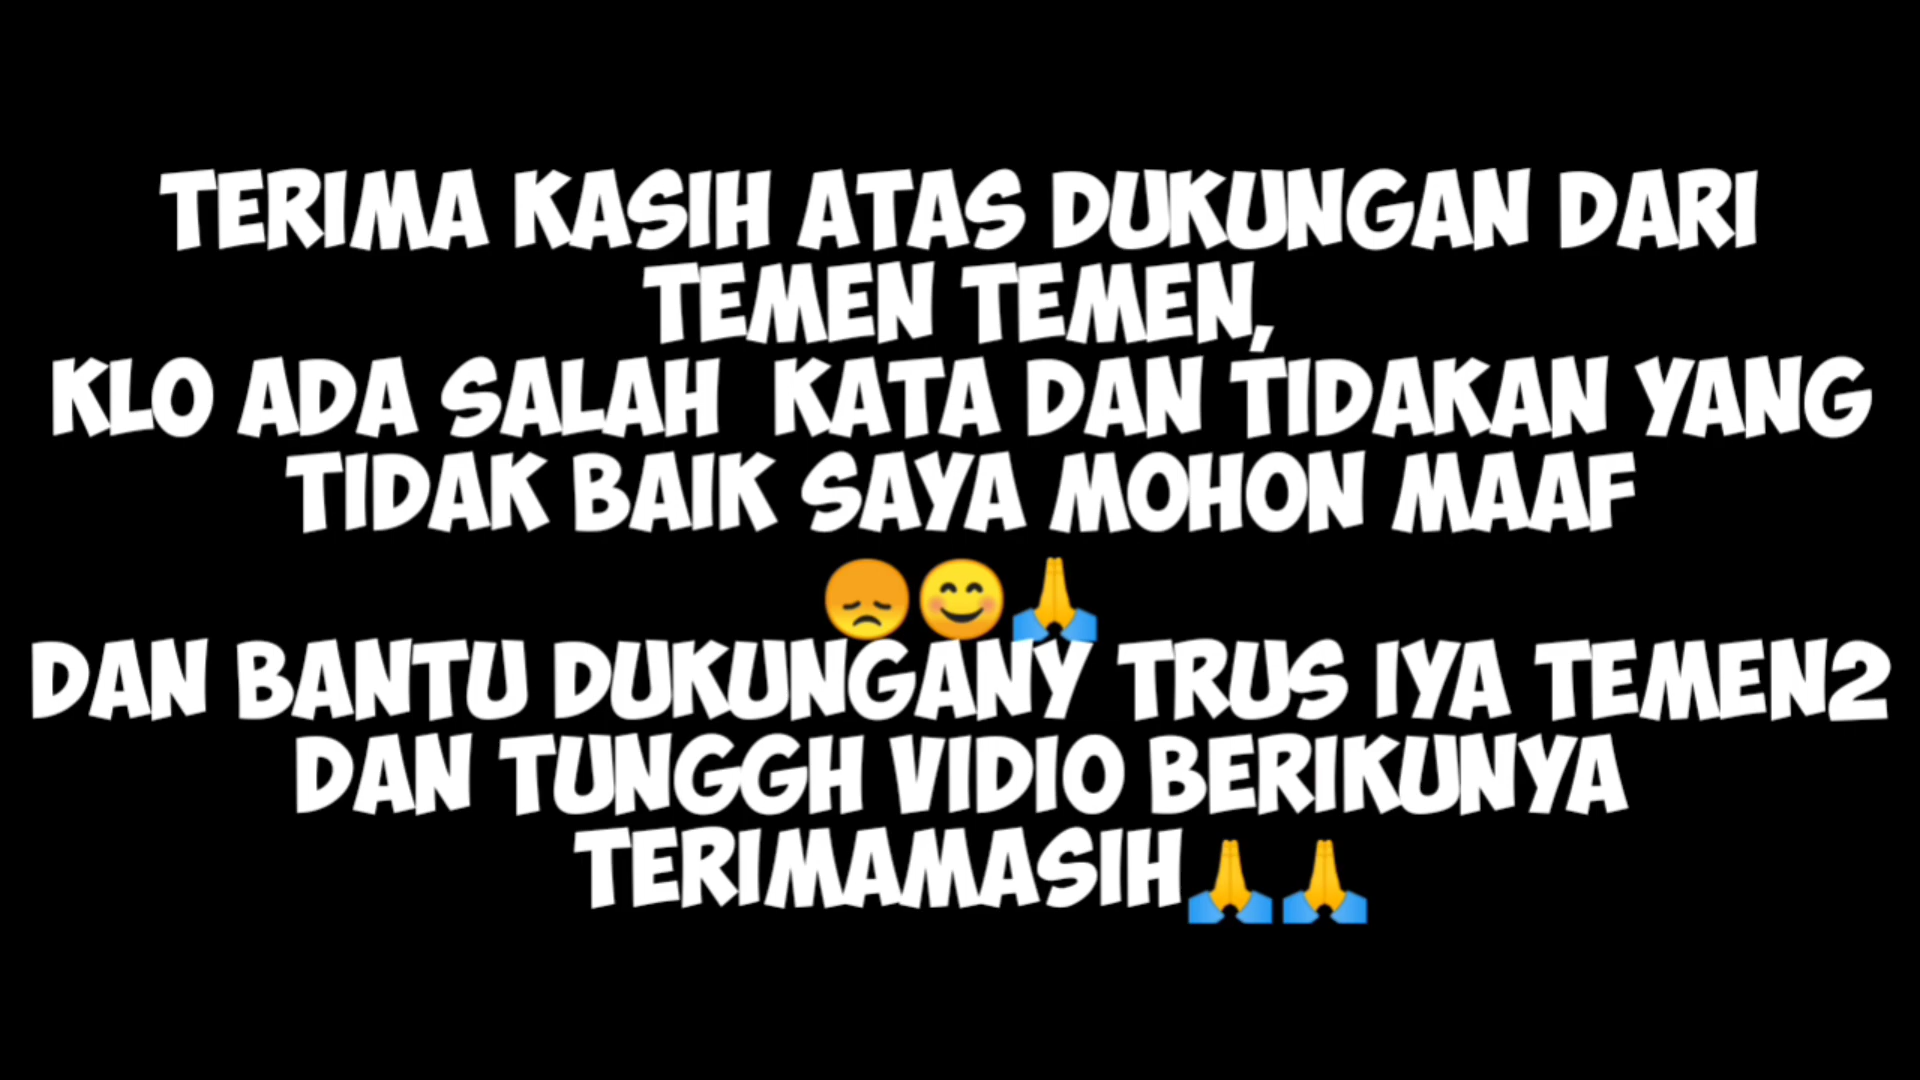 TERIMA KASIH ATAS DUKUNGAN DARI
TEMEN TEMEN,
KLO ADA SALAH  KATA DAN TIDAKAN YANG
TIDAK BAIK SAYA MOHON MAAF
😞😊🙏
DAN BANTU DUKUNGANY TRUS IYA TEMEN2
DAN TUNGGH VIDIO BERIKUNYA
TERIMAMASIH🙏🙏